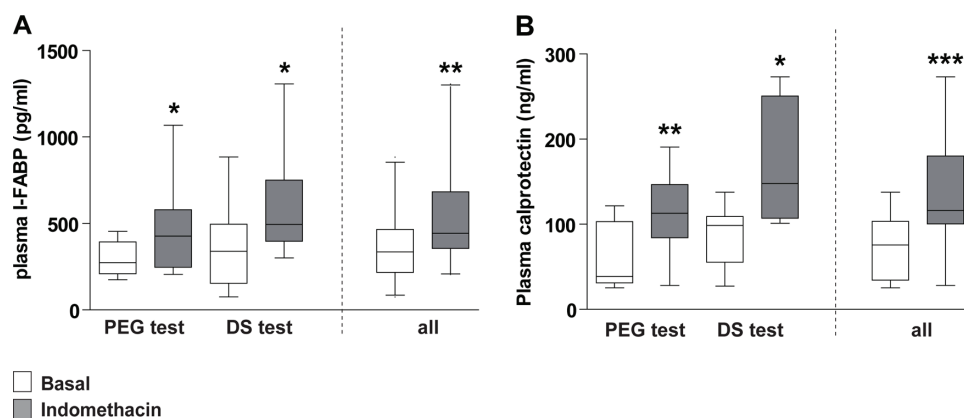 A
plasma I-FABP (pg/ml)
1500
1000
500
0
*
*
**
PEG test
DS test
all
B
Plasma calprotectin (ng/ml)
300
200
100
0
**
*
***
PEG test
DS test
all
Basal
Indomethacin